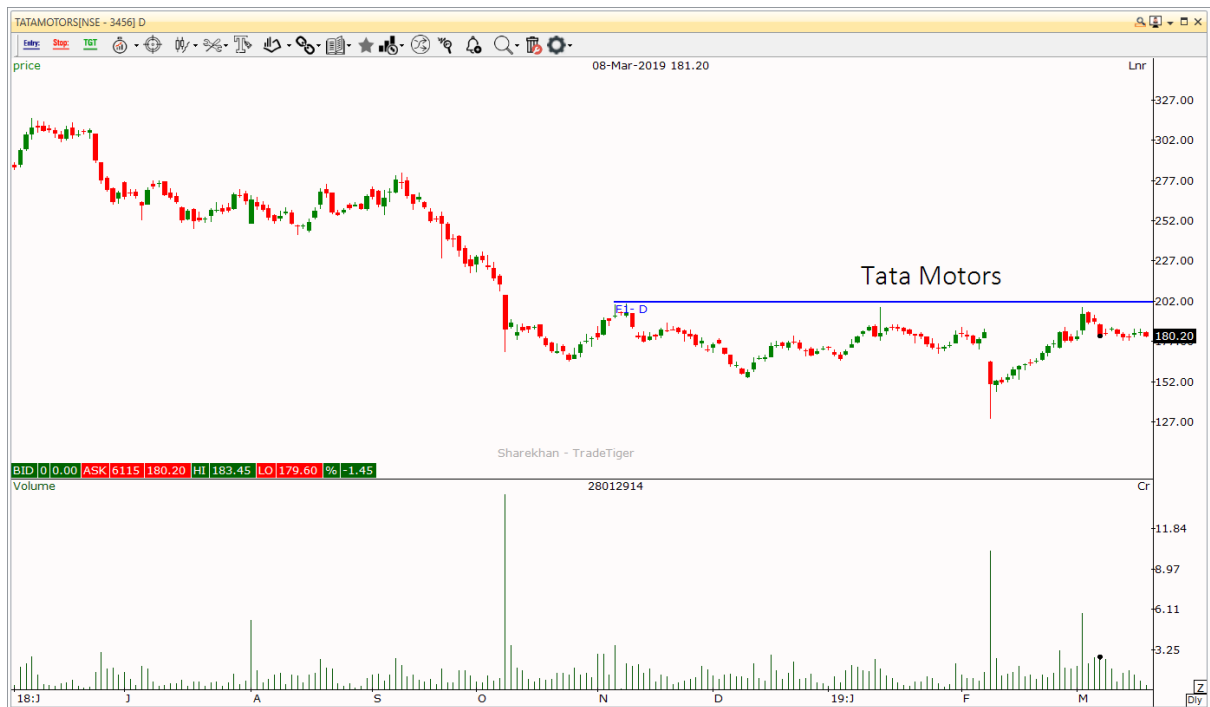 TATAMOTORS[NSE - 3456] D
Entry: Stop: TGT
price 08-Mar-2019 181.20 Lnr
327.00
302.00
277.00
252.00
227.00
Tata Motors
202.00
E1- D
180.20
152.00
127.00
Sharekhan - TradeTiger
BID 0 0.00 ASK 6115 180.20 HI 183.45 LO 179.60 % -1.45
Volume 28012914 Cr
11.84
8.97
6.11
3.25
18:J J A S O N D 19:J F M
Z
Dly